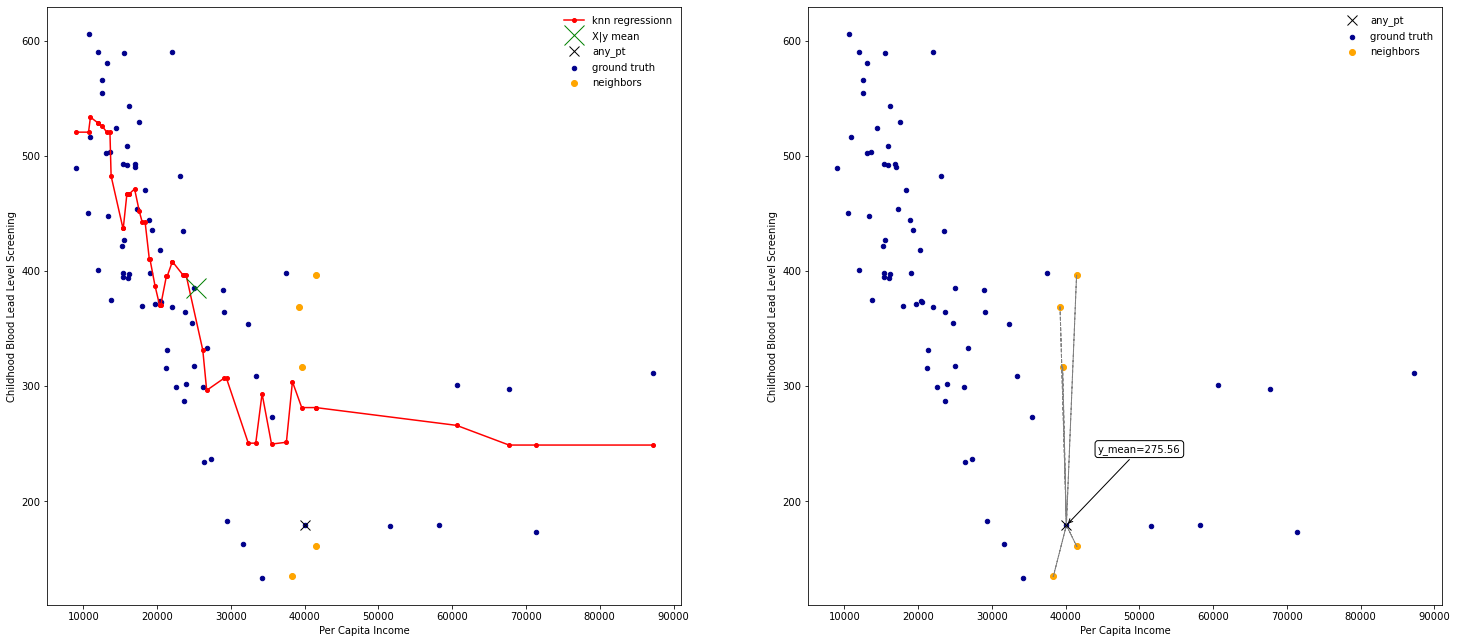 knn regressionn
X|y mean
any_pt
ground truth
neighbors
600
500
400
300
200
Childhood Blood Lead Level Screening
10000 20000 30000 40000 50000 60000 70000 80000 90000
Per Capita Income
any_pt
ground truth
neighbors
y_mean=275.56
600
500
400
300
200
Childhood Blood Lead Level Screening
10000 20000 30000 40000 50000 60000 70000 80000 90000
Per Capita Income